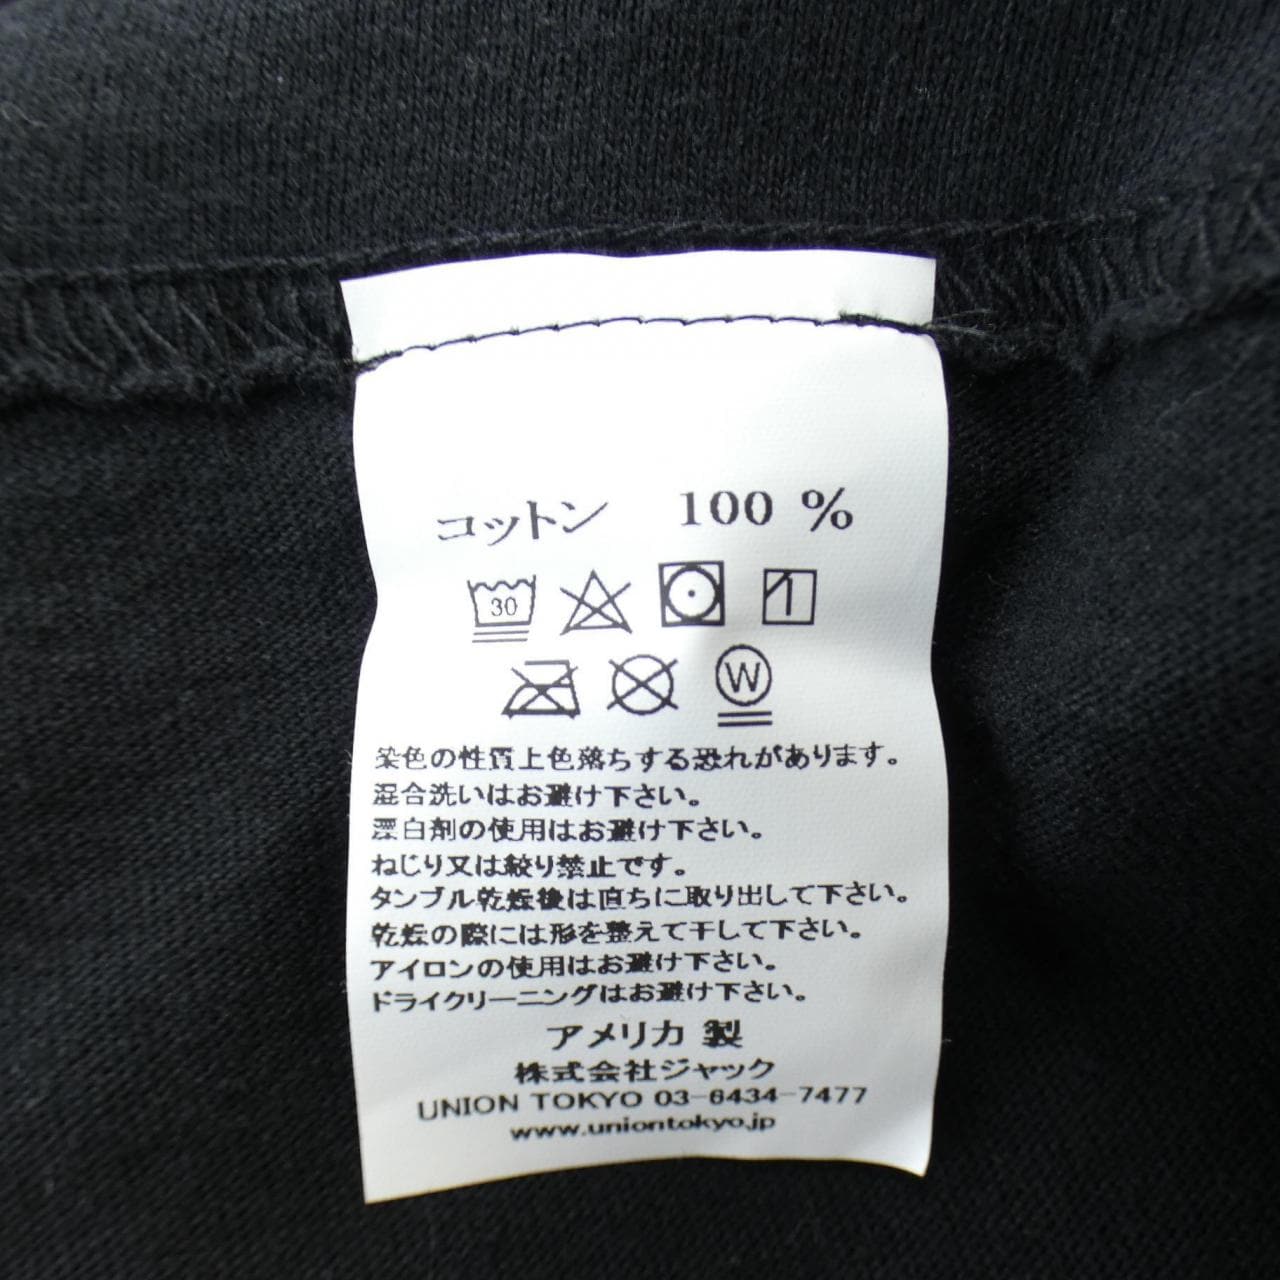 コットン 100 %
30
W
染色の性質上色落ちする恐れがあります。
混合洗いはお避け下さい。
漂白剤の使用はお避け下さい。
ねじり又は絞り禁止です。
タンブル乾燥後は直ちに取り出して下さい。
乾燥の際には形を整えて干して下さい。
アイロンの使用はお避け下さい。
ドライクリーニングはお避け下さい。
アメリカ 製
株式会社ジャック
UNION TOKYO 03-6434-7477
www.uniontokyo.jp